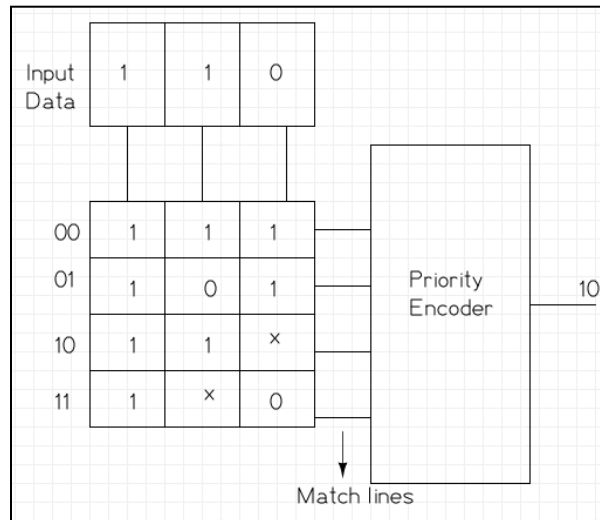 Input
Data
1 1 0
00 1 1 1
01 1 0 1
10 1 1 x
11 1 x 0
Priority
Encoder
10
Match lines